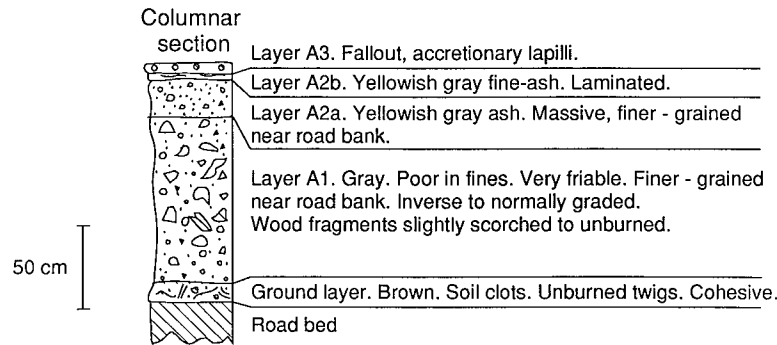 Columnar
section
Layer A3. Fallout, accretionary lapilli.
Layer A2b. Yellowish gray fine-ash. Laminated.
Layer A2a. Yellowish gray ash. Massive, finer - grained
near road bank.
Layer A1. Gray. Poor in fines. Very friable. Finer - grained
near road bank. Inverse to normally graded.
Wood fragments slightly scorched to unburned.
50 cm
Ground layer. Brown. Soil clots. Unburned twigs. Cohesive.
Road bed